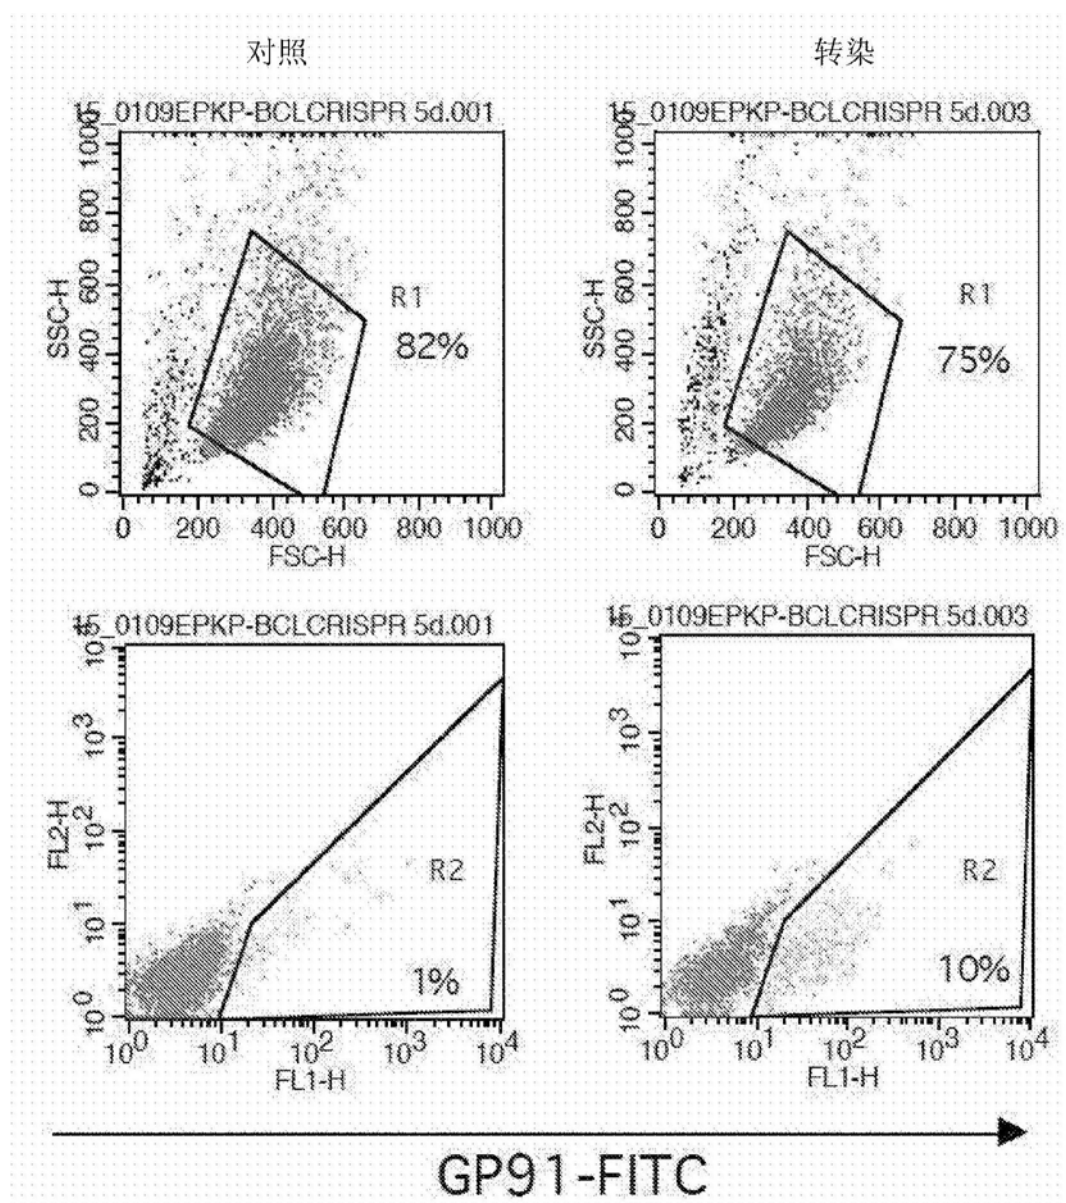 对照
转染
15_0109EPKP-BCLCRISPR 5d.001
15_0109EPKP-BCLCRISPR 5d.003
SSC-H
1000
800
600
400
200
0
R1
82%
0 200 400 600 800 1000
FSC-H
SSC-H
1000
800
600
400
200
0
R1
75%
0 200 400 600 800 1000
FSC-H
15_0109EPKP-BCLCRISPR 5d.001
15_0109EPKP-BCLCRISPR 5d.003
FL2-H
10³
10²
10¹
10⁰
R2
1%
10⁰ 10¹ 10² 10³ 10⁴
FL1-H
FL2-H
10³
10²
10¹
10⁰
R2
10%
10⁰ 10¹ 10² 10³ 10⁴
FL1-H
GP91-FITC